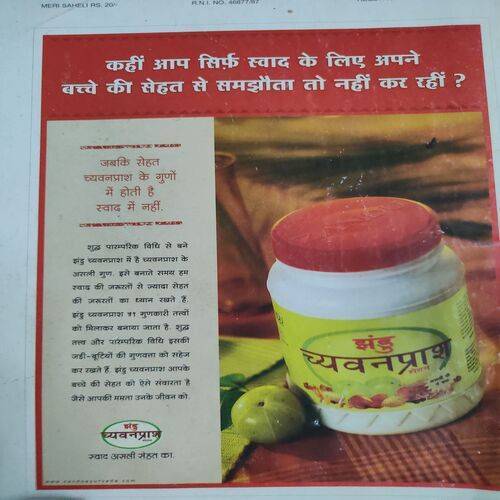 MERI SAHELI RS. 20/-
R.N.I. NO. 46877/87
कहीं आप सिर्फ़ स्वाद के लिए अपने
बच्चे की सेहत से समझौता तो नहीं कर रहीं ?
जबकि सेहत
च्यवनप्राश के गुणों
में होती है
स्वाद में नहीं.
शुद्ध पारम्परिक विधि से बने
झंडु च्यवनप्राश में है च्यवनप्राश के
असली गुण. इसे बनाते समय हम
स्वाद की जरूरतों से ज्यादा सेहत
की जरूरतों का ध्यान रखते हैं.
झंडु च्यवनप्राश ५१ गुणकारी तत्त्वों
को मिलाकर बनाया जाता है. शुद्ध
तत्त्व और पारंपरिक विधि इसकी
जड़ी-बूटियों की गुणवत्ता को सहेज
कर रखते हैं. झंडु च्यवनप्राश आपके
बच्चे की सेहत को ऐसे संवारता है
जैसे आपकी ममता उनके जीवन को.
झंडु
च्यवनप्राश
स्वाद असली सेहत का.
झंडु
च्यवनप्राश